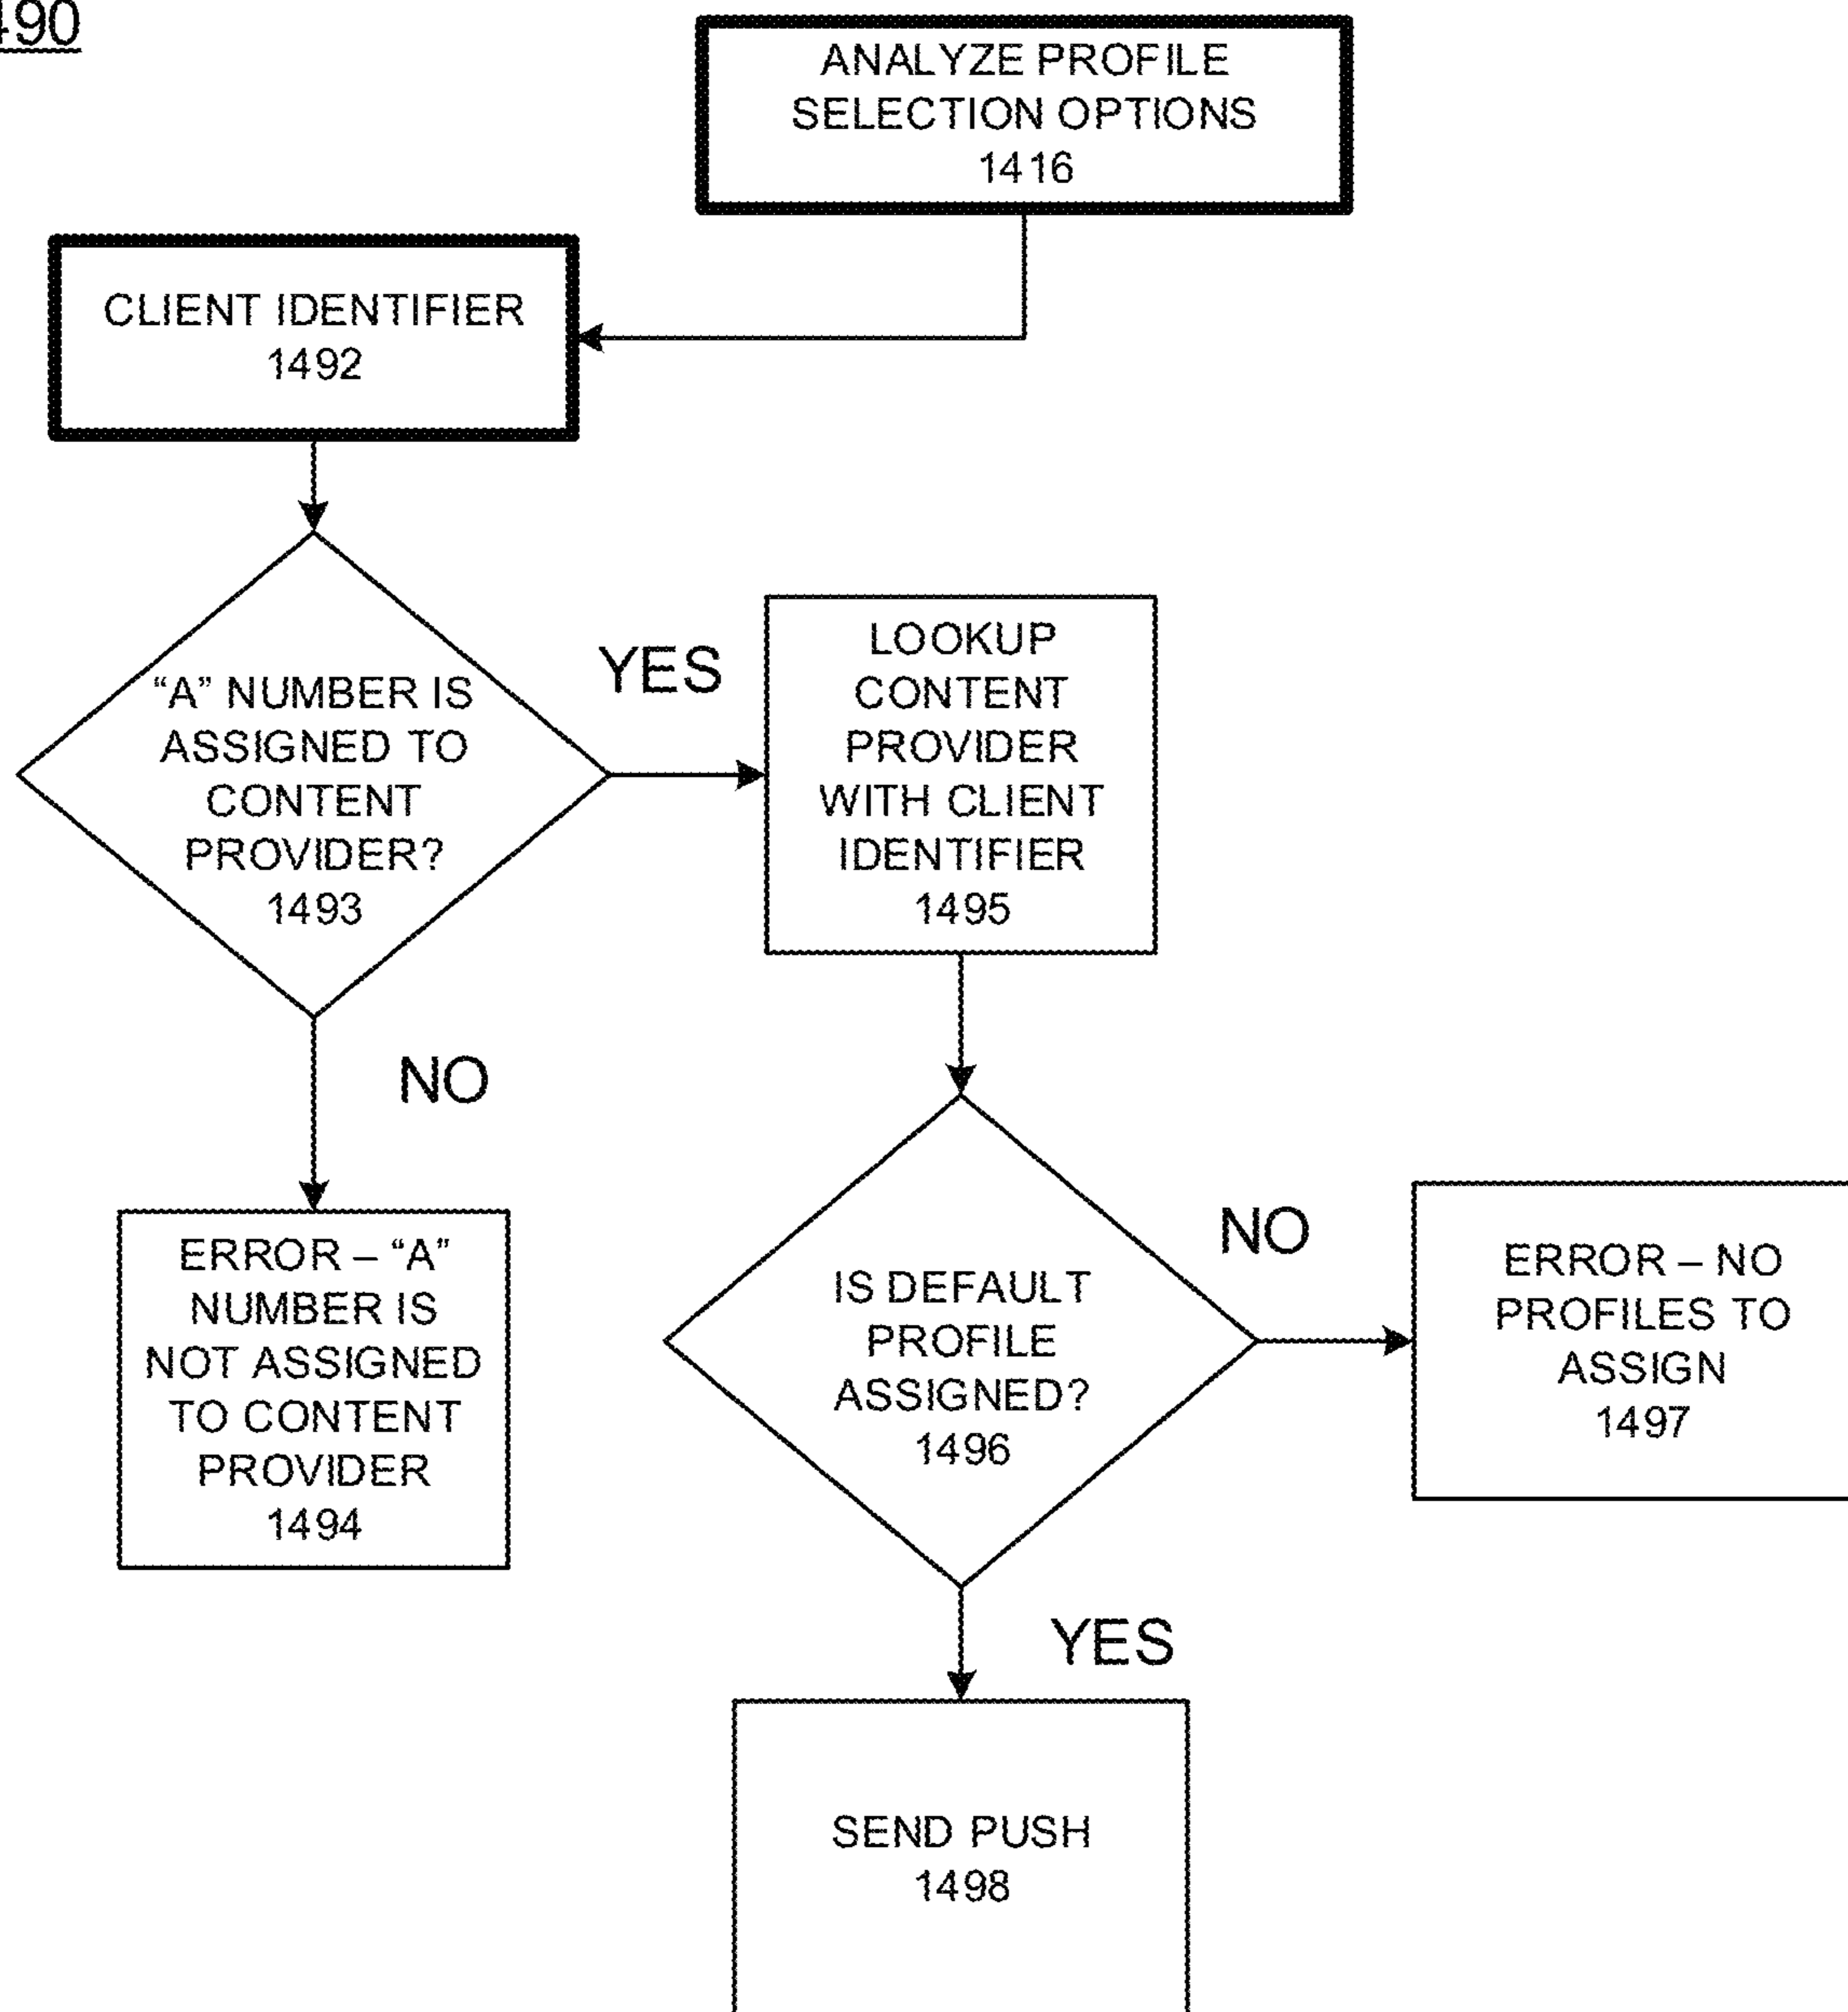 490
ANALYZE PROFILE
SELECTION OPTIONS
1416
CLIENT IDENTIFIER
1492
“A” NUMBER IS
ASSIGNED TO
CONTENT
PROVIDER?
1493
YES
LOOKUP
CONTENT
PROVIDER
WITH CLIENT
IDENTIFIER
1495
NO
ERROR – “A”
NUMBER IS
NOT ASSIGNED
TO CONTENT
PROVIDER
1494
IS DEFAULT
PROFILE
ASSIGNED?
1496
NO
ERROR – NO
PROFILES TO
ASSIGN
1497
YES
SEND PUSH
1498